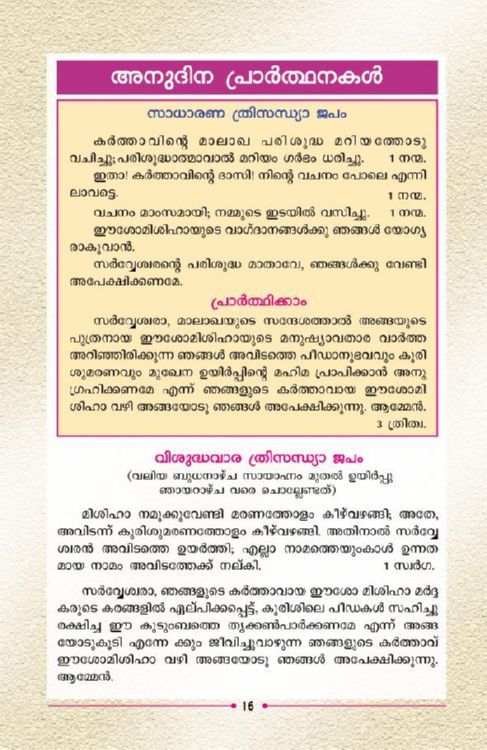 അനുദിന പ്രാർത്ഥനകൾ
സാധാരണ ത്രിസന്ധ്യാ ജപം
കർത്താവിന്റെ മാലാഖ പരിശുദ്ധ മറിയത്തോടു
വചിച്ചു;പരിശുദ്ധാത്മാവാൽ മറിയം ഗർഭം ധരിച്ചു. 1 നന്മ.
ഇതാ! കർത്താവിന്റെ ദാസി! നിന്റെ വചനം പോലെ എന്നി
ലാവട്ടെ. 1 നന്മ.
വചനം മാംസമായി; നമ്മുടെ ഇടയിൽ വസിച്ചു. 1 നന്മ.
ഈശോമിശിഹായുടെ വാഗ്ദാനങ്ങൾക്കു ഞങ്ങൾ യോഗ്യ
രാകുവാൻ.
സർവ്വേശ്വരന്റെ പരിശുദ്ധ മാതാവേ, ഞങ്ങൾക്കു വേണ്ടി
അപേക്ഷിക്കണമേ.
പ്രാർത്ഥിക്കാം
സർവ്വേശ്വരാ, മാലാഖയുടെ സന്ദേശത്താൽ അങ്ങയുടെ
പുത്രനായ ഈശോമിശിഹായുടെ മനുഷ്യാവതാര വാർത്ത
അറിഞ്ഞിരിക്കുന്ന ഞങ്ങൾ അവിടത്തെ പീഡാനുഭവവും കുരി
ശുമരണവും മുഖേന ഉയിർപ്പിന്റെ മഹിമ പ്രാപിക്കാൻ അനു
ഗ്രഹിക്കണമേ എന്ന് ഞങ്ങളുടെ കർത്താവായ ഈശോമി
ശിഹാ വഴി അങ്ങയോടു ഞങ്ങൾ അപേക്ഷിക്കുന്നു. ആമ്മേൻ.
3 ത്രിത്വ.
വിശുദ്ധവാര ത്രിസന്ധ്യാ ജപം
(വലിയ ബുധനാഴ്ച സായാഹ്നം മുതൽ ഉയിർപ്പു
ഞായറാഴ്ച വരെ ചൊല്ലേണ്ടത്)
മിശിഹാ നമുക്കുവേണ്ടി മരണത്തോളം കീഴ്‌വഴങ്ങി; അതേ,
അവിടന്ന് കുരിശുമരണത്തോളം കീഴ്‌വഴങ്ങി. അതിനാൽ സർവ്വേ
ശ്വരൻ അവിടത്തെ ഉയർത്തി; എല്ലാ നാമത്തെയുംകാൾ ഉന്നത
മായ നാമം അവിടത്തേക്ക് നല്കി. 1 സ്വർഗ.
സർവ്വേശ്വരാ, ഞങ്ങളുടെ കർത്താവായ ഈശോ മിശിഹാ മർദ്ദ
കരുടെ കരങ്ങളിൽ ഏല്പിക്കപ്പെട്ട്, കുരിശിലെ പീഡകൾ സഹിച്ചു
രക്ഷിച്ച ഈ കുടുംബത്തെ തൃക്കൺപാർക്കണമേ എന്ന് അങ്ങ
യോടുകൂടി എന്നേ ക്കും ജീവിച്ചുവാഴുന്ന ഞങ്ങളുടെ കർത്താവ്
ഈശോമിശിഹാ വഴി അങ്ങയോടു ഞങ്ങൾ അപേക്ഷിക്കുന്നു.
ആമ്മേൻ.
16